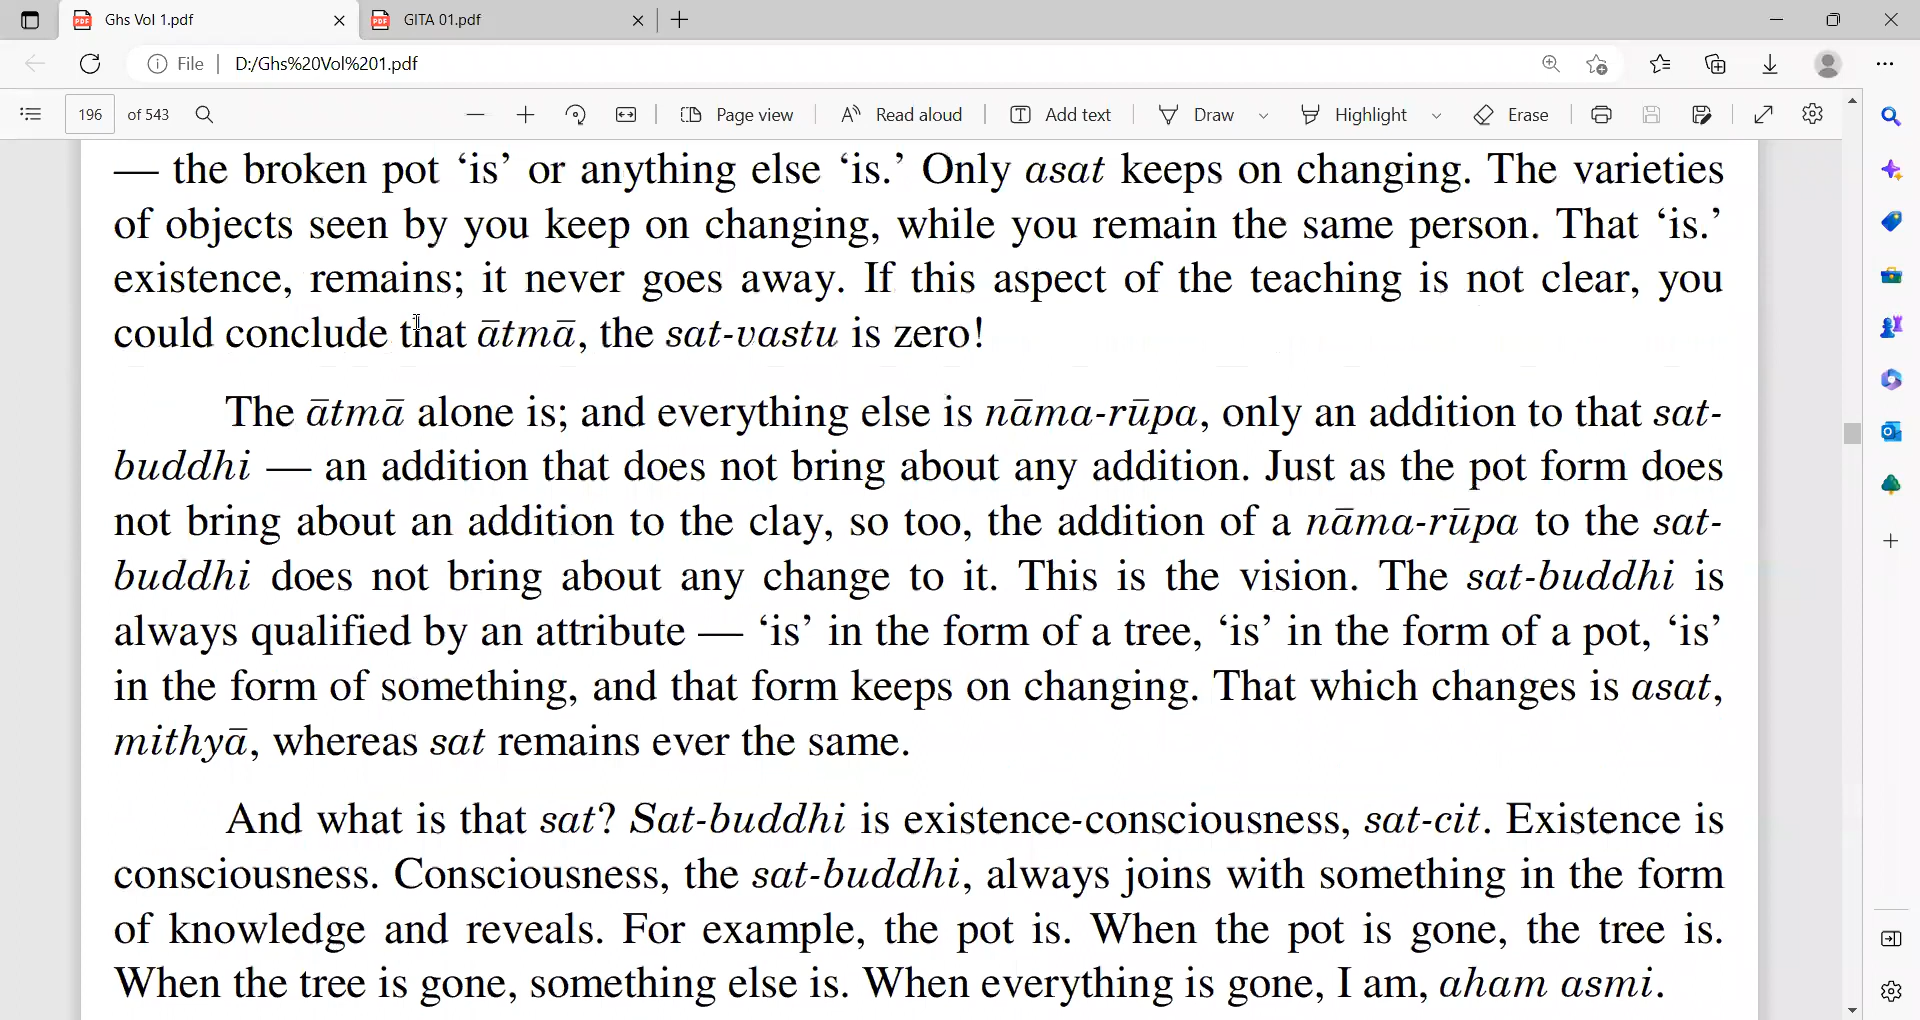 Ghs Vol 1.pdf
GITA 01.pdf
File
D:/Ghs%20Vol%201.pdf
196 of 543
Page view
Read aloud
Add text
Draw
Highlight
Erase
— the broken pot ‘is’ or anything else ‘is.’ Only asat keeps on changing. The varieties
of objects seen by you keep on changing, while you remain the same person. That ‘is.’
existence, remains; it never goes away. If this aspect of the teaching is not clear, you
could conclude that ātmā, the sat-vastu is zero!
The ātmā alone is; and everything else is nāma-rūpa, only an addition to that sat-
buddhi — an addition that does not bring about any addition. Just as the pot form does
not bring about an addition to the clay, so too, the addition of a nāma-rūpa to the sat-
buddhi does not bring about any change to it. This is the vision. The sat-buddhi is
always qualified by an attribute — ‘is’ in the form of a tree, ‘is’ in the form of a pot, ‘is’
in the form of something, and that form keeps on changing. That which changes is asat,
mithyā, whereas sat remains ever the same.
And what is that sat? Sat-buddhi is existence-consciousness, sat-cit. Existence is
consciousness. Consciousness, the sat-buddhi, always joins with something in the form
of knowledge and reveals. For example, the pot is. When the pot is gone, the tree is.
When the tree is gone, something else is. When everything is gone, I am, aham asmi.